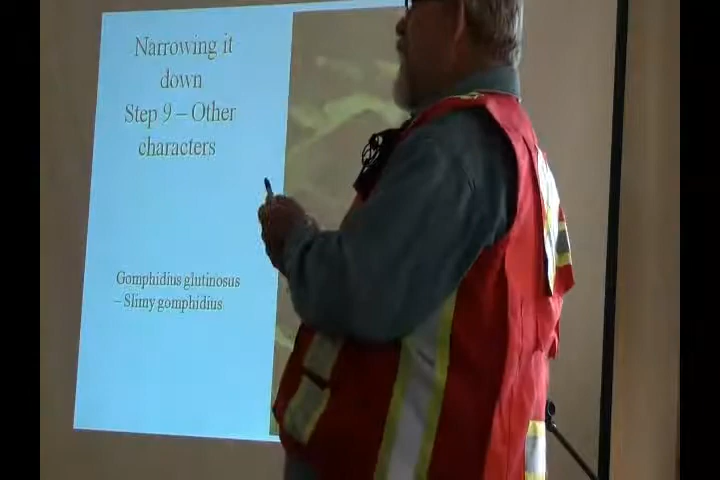 Narrowing it
down
Step 9 – Other
characters
Gomphidius glutinosus
– Slimy gomphidius